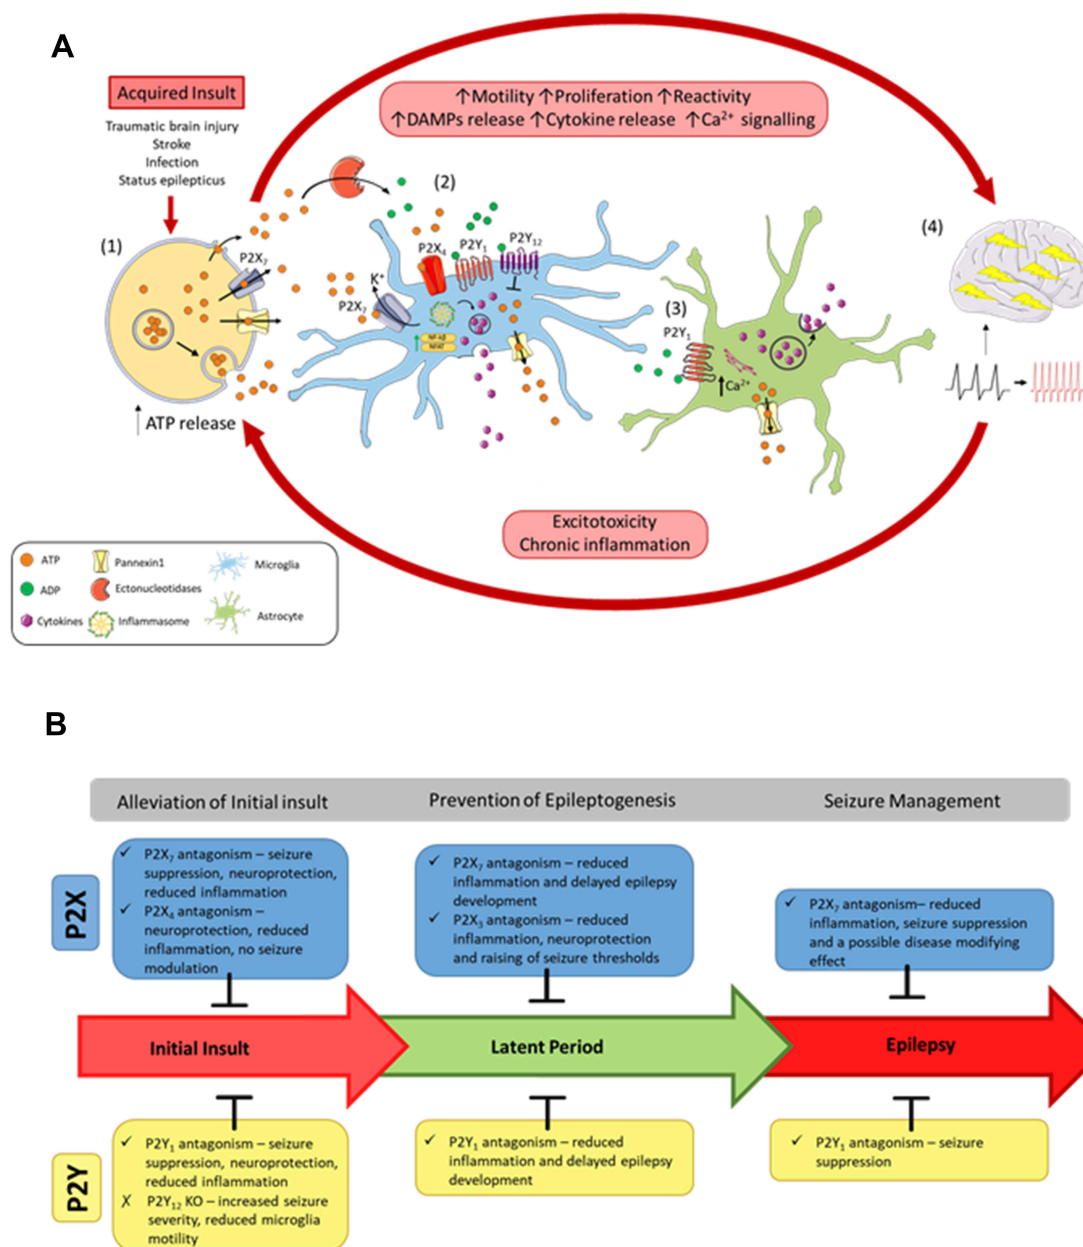 A
Acquired Insult
Traumatic brain injury
Stroke
Infection
Status epilepticus
↑Motility ↑Proliferation ↑Reactivity
↑DAMPs release ↑Cytokine release ↑Ca²⁺ signalling
(1)
P2X₇
↑ ATP release
(2)
P2X₄
P2Y₁
P2Y₁₂
K⁺
P2X₇
NF-κβ
NFAT
(3)
P2Y₁
↑Ca²⁺
(4)
Excitotoxicity
Chronic inflammation
ATP
Pannexin1
Microglia
ADP
Ectonucleotidases
Cytokines
Inflammasome
Astrocyte
B
Alleviation of Initial insult
Prevention of Epileptogenesis
Seizure Management
P2X
✓ P2X₇ antagonism – seizure
suppression, neuroprotection,
reduced inflammation
✓ P2X₄ antagonism –
neuroprotection, reduced
inflammation, no seizure
modulation
✓ P2X₇ antagonism – reduced
inflammation and delayed epilepsy
development
✓ P2X₃ antagonism – reduced
inflammation, neuroprotection
and raising of seizure thresholds
✓ P2X₇ antagonism– reduced
inflammation, seizure suppression
and a possible disease modifying
effect
Initial Insult
Latent Period
Epilepsy
P2Y
✓ P2Y₁ antagonism – seizure
suppression, neuroprotection,
reduced inflammation
✗ P2Y₁₂ KO – increased seizure
severity, reduced microglia
motility
✓ P2Y₁ antagonism – reduced
inflammation and delayed epilepsy
development
✓ P2Y₁ antagonism – seizure
suppression